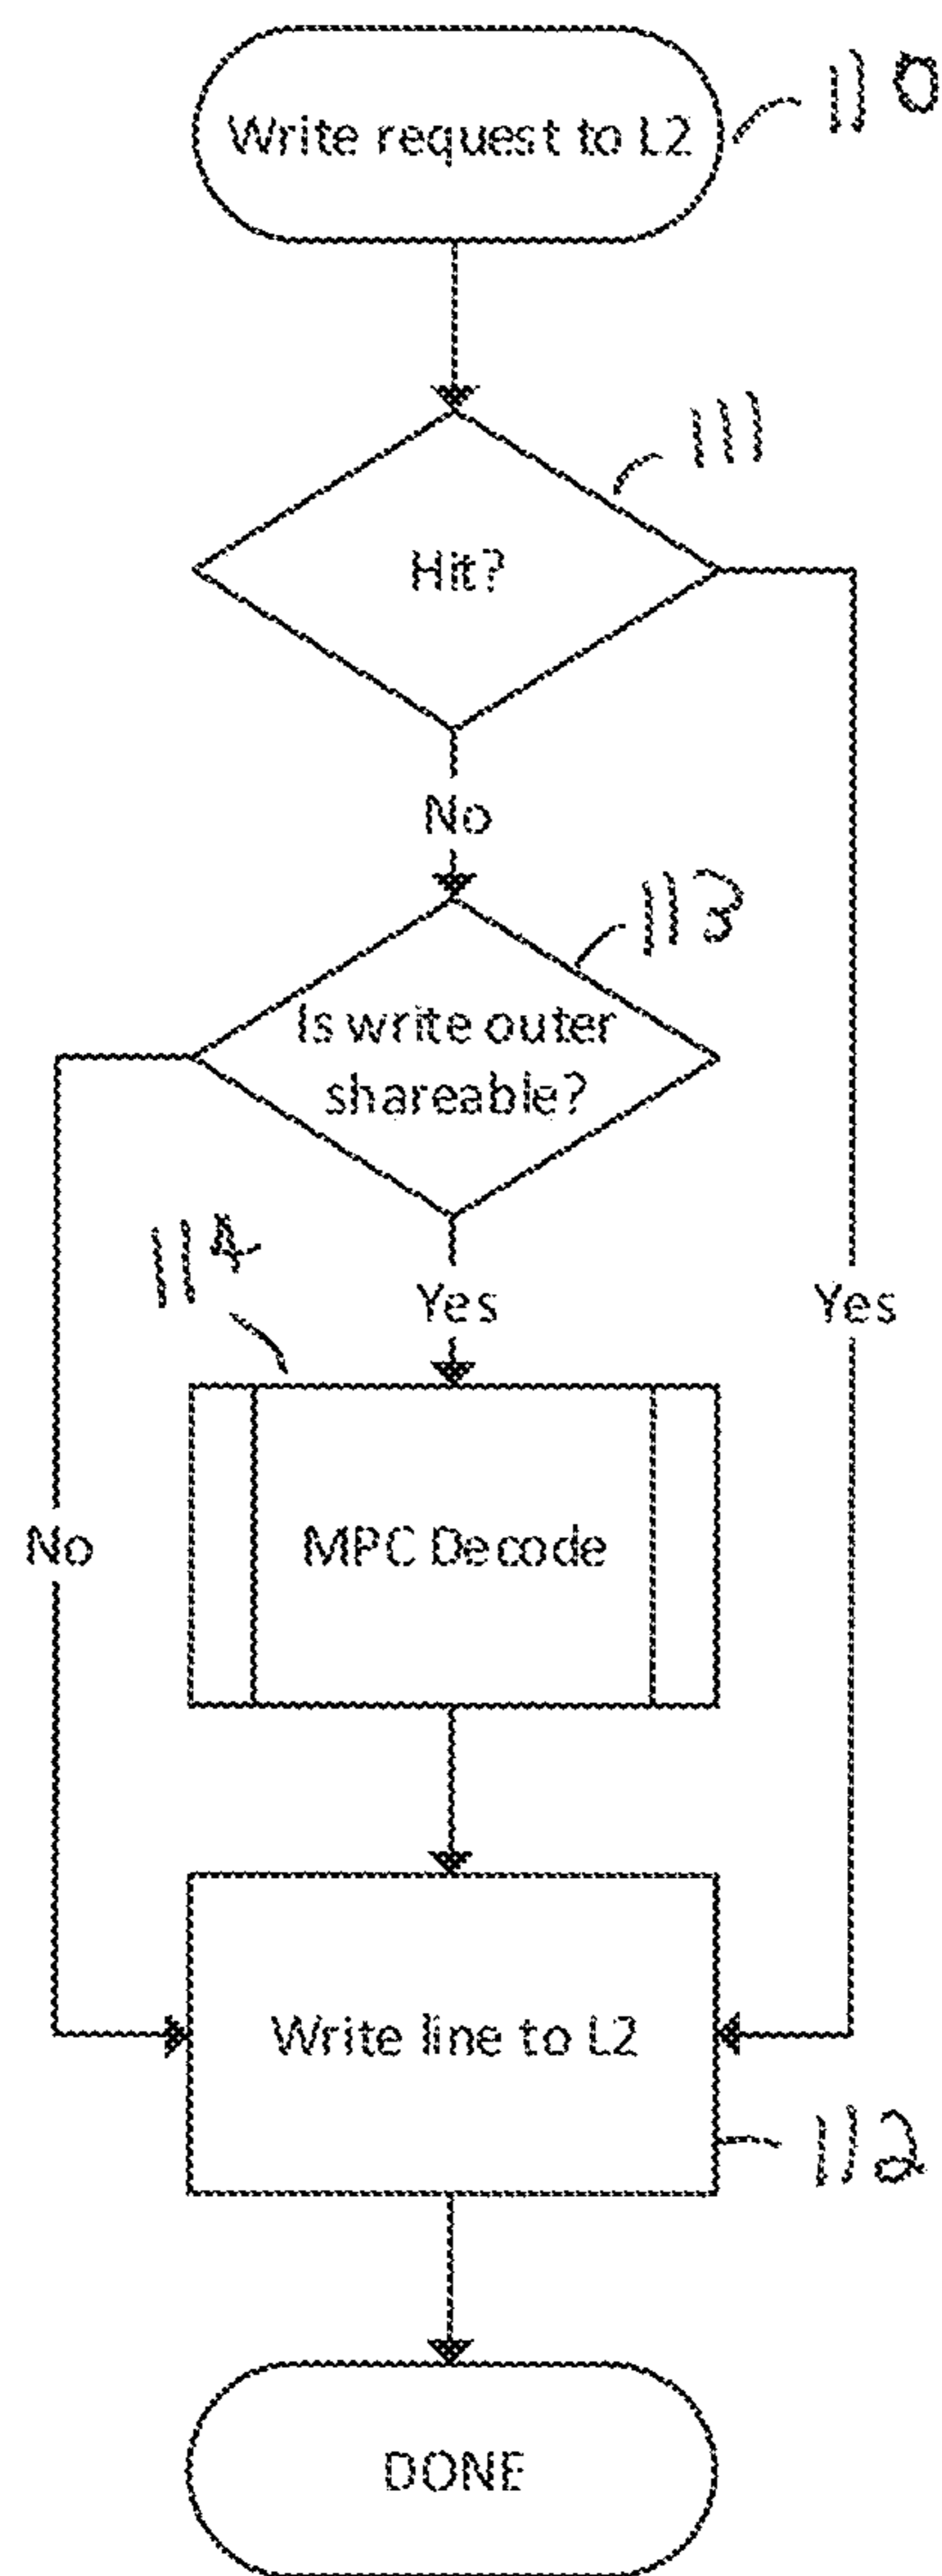 Write request to L2
110
111
Hit?
No
113
Is write outer
shareable?
114
Yes
Yes
MPC Decode
No
Write line to L2
112
DONE